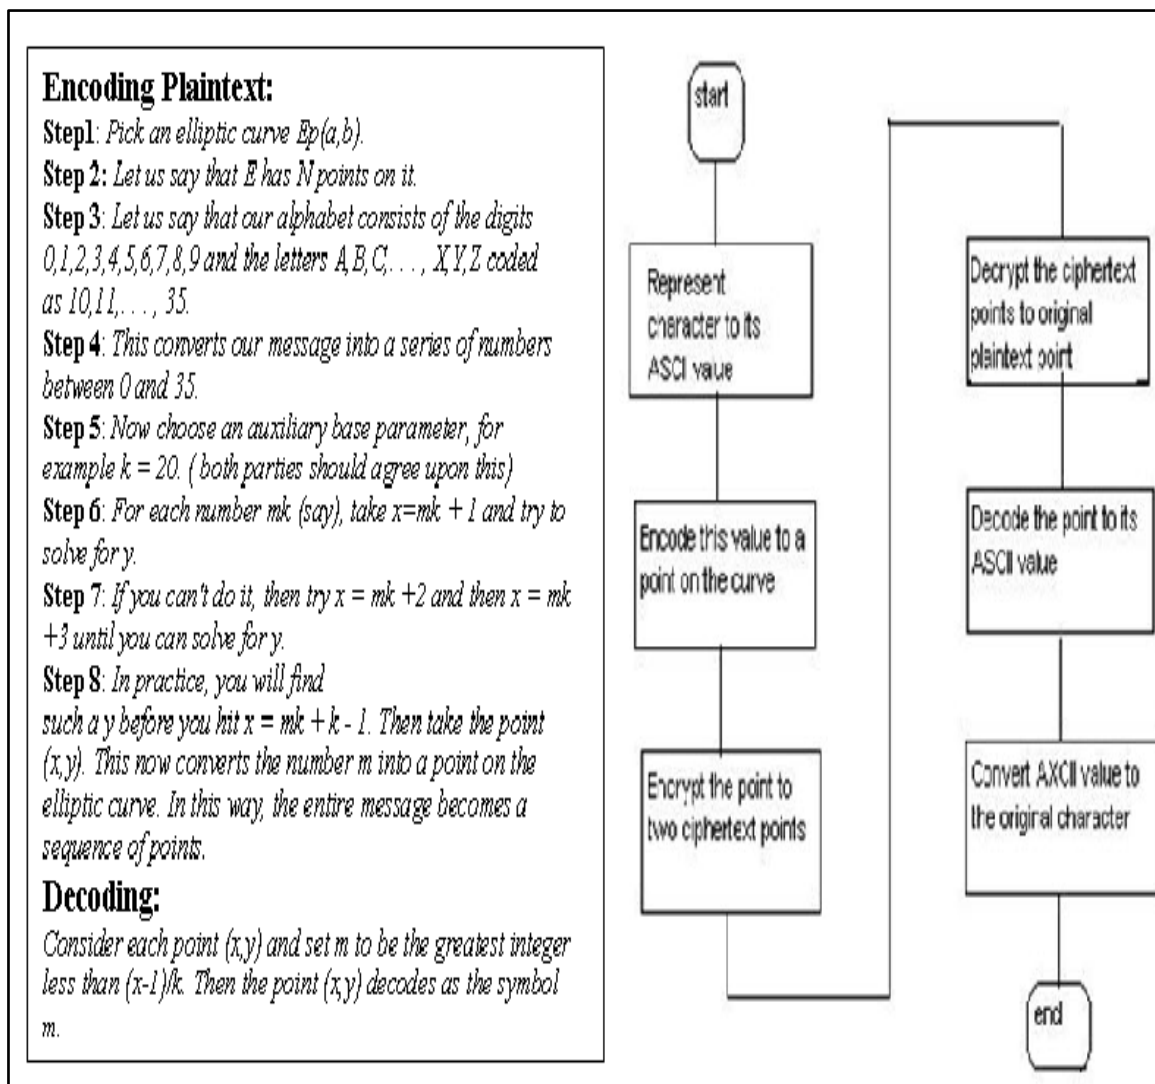 Encoding Plaintext:
Step1: Pick an elliptic curve Ep(a,b).
Step 2: Let us say that E has N points on it.
Step 3: Let us say that our alphabet consists of the digits
0,1,2,3,4,5,6,7,8,9 and the letters A,B,C,. . . , X,Y,Z coded
as 10,11,. . . , 35.
Step 4: This converts our message into a series of numbers
between 0 and 35.
Step 5: Now choose an auxiliary base parameter, for
example k = 20. ( both parties should agree upon this)
Step 6: For each number mk (say), take x=mk + 1 and try to
solve for y.
Step 7: If you can't do it, then try x = mk +2 and then x = mk
+3 until you can solve for y.
Step 8: In practice, you will find
such a y before you hit x = mk + k - 1. Then take the point
(x,y). This now converts the number m into a point on the
elliptic curve. In this way, the entire message becomes a
sequence of points.
Decoding:
Consider each point (x,y) and set m to be the greatest integer
less than (x-1)/k. Then the point (x,y) decodes as the symbol
m.
start
Represent
character to its
ASCI value
Encode this value to a
point on the curve
Encrypt the point to
two ciphertext points
Decrypt the ciphertext
points to original
plaintext point
Decode the point to its
ASCII value
Convert AXCII value to
the original character
end